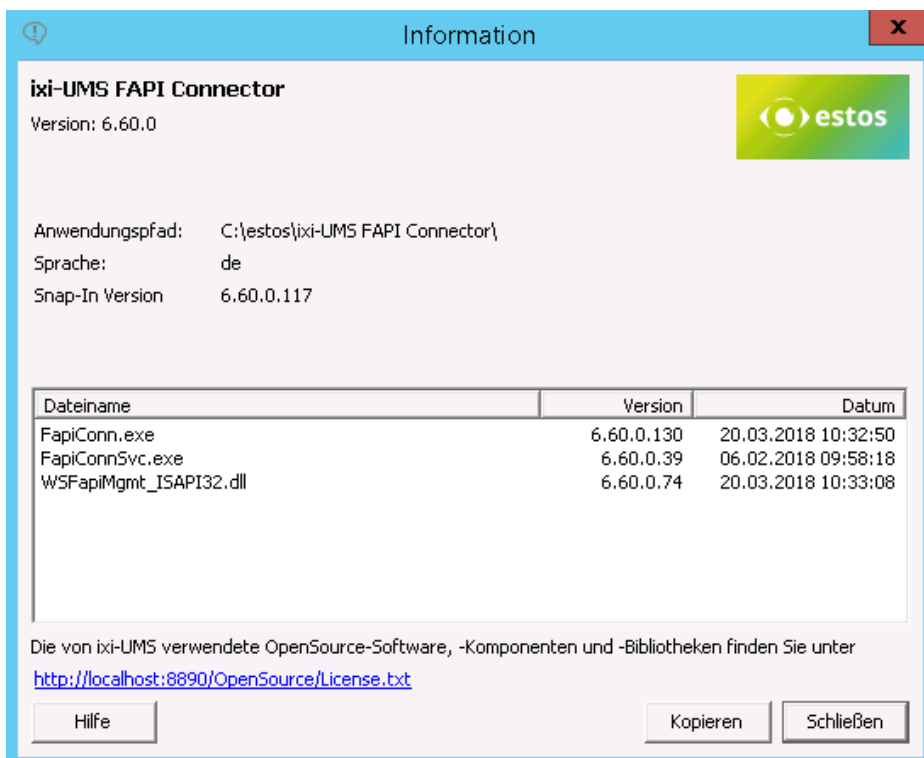 Information
x
ixi-UMS FAPI Connector
Version: 6.60.0
estos
Anwendungspfad: C:\estos\ixi-UMS FAPI Connector\
Sprache: de
Snap-In Version 6.60.0.117
Dateiname Version Datum
FapiConn.exe 6.60.0.130 20.03.2018 10:32:50
FapiConnSvc.exe 6.60.0.39 06.02.2018 09:58:18
WSFapiMgmt_ISAPI32.dll 6.60.0.74 20.03.2018 10:33:08
Die von ixi-UMS verwendete OpenSource-Software, -Komponenten und -Bibliotheken finden Sie unter
http://localhost:8890/OpenSource/License.txt
Hilfe Kopieren Schließen